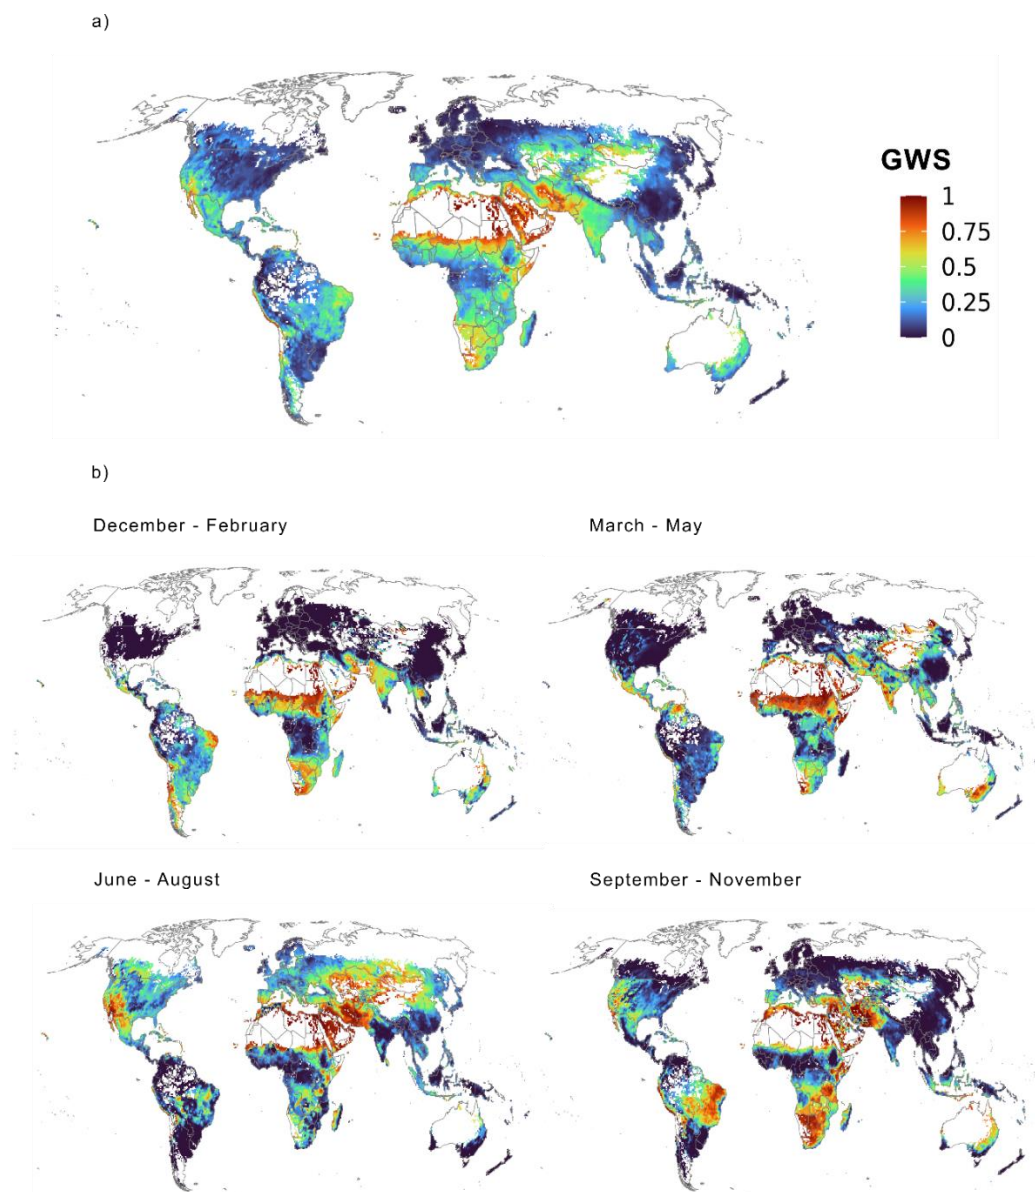 a)
GWS
1
0.75
0.5
0.25
0
b)
December - February
March - May
June - August
September - November